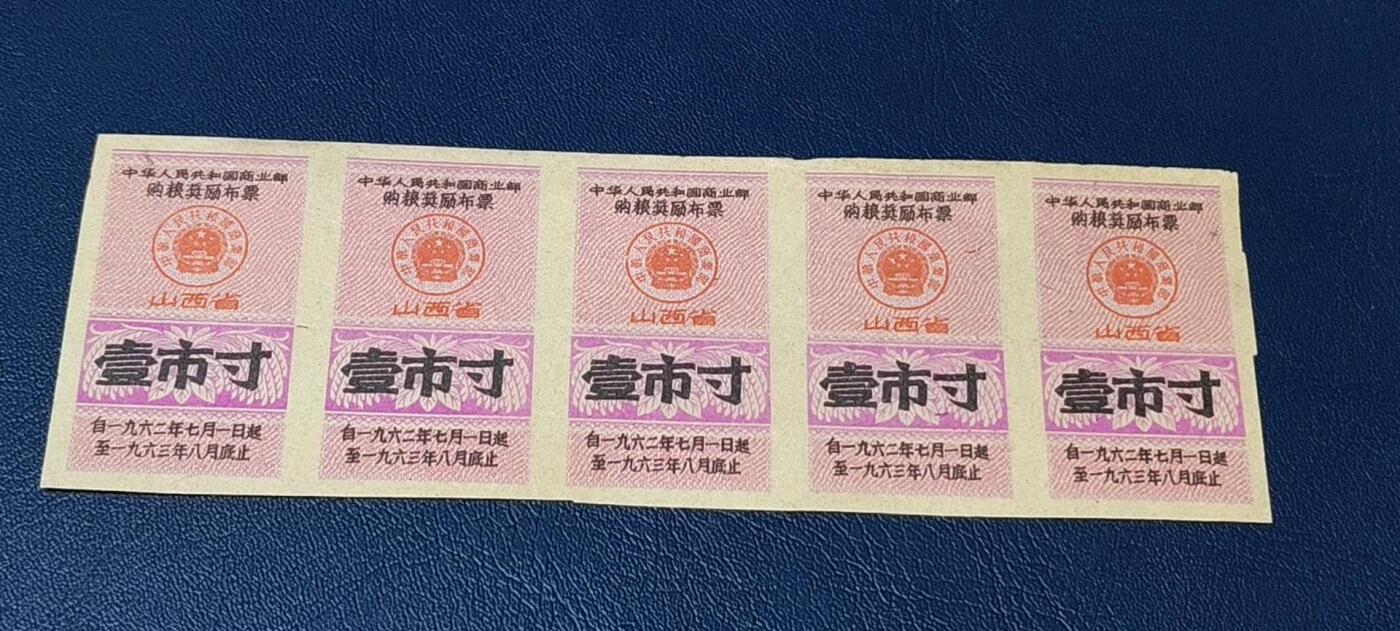 中华人民共和国商业部
购粮奖励布票
山西省
壹市寸
自一九六二年七月一日起
至一九六三年八月底止
中华人民共和国商业部
购粮奖励布票
山西省
壹市寸
自一九六二年七月一日起
至一九六三年八月底止
中华人民共和国商业部
购粮奖励布票
山西省
壹市寸
自一九六二年七月一日起
至一九六三年八月底止
中华人民共和国商业部
购粮奖励布票
山西省
壹市寸
自一九六二年七月一日起
至一九六三年八月底止
中华人民共和国商业部
购粮奖励布票
山西省
壹市寸
自一九六二年七月一日起
至一九六三年八月底止